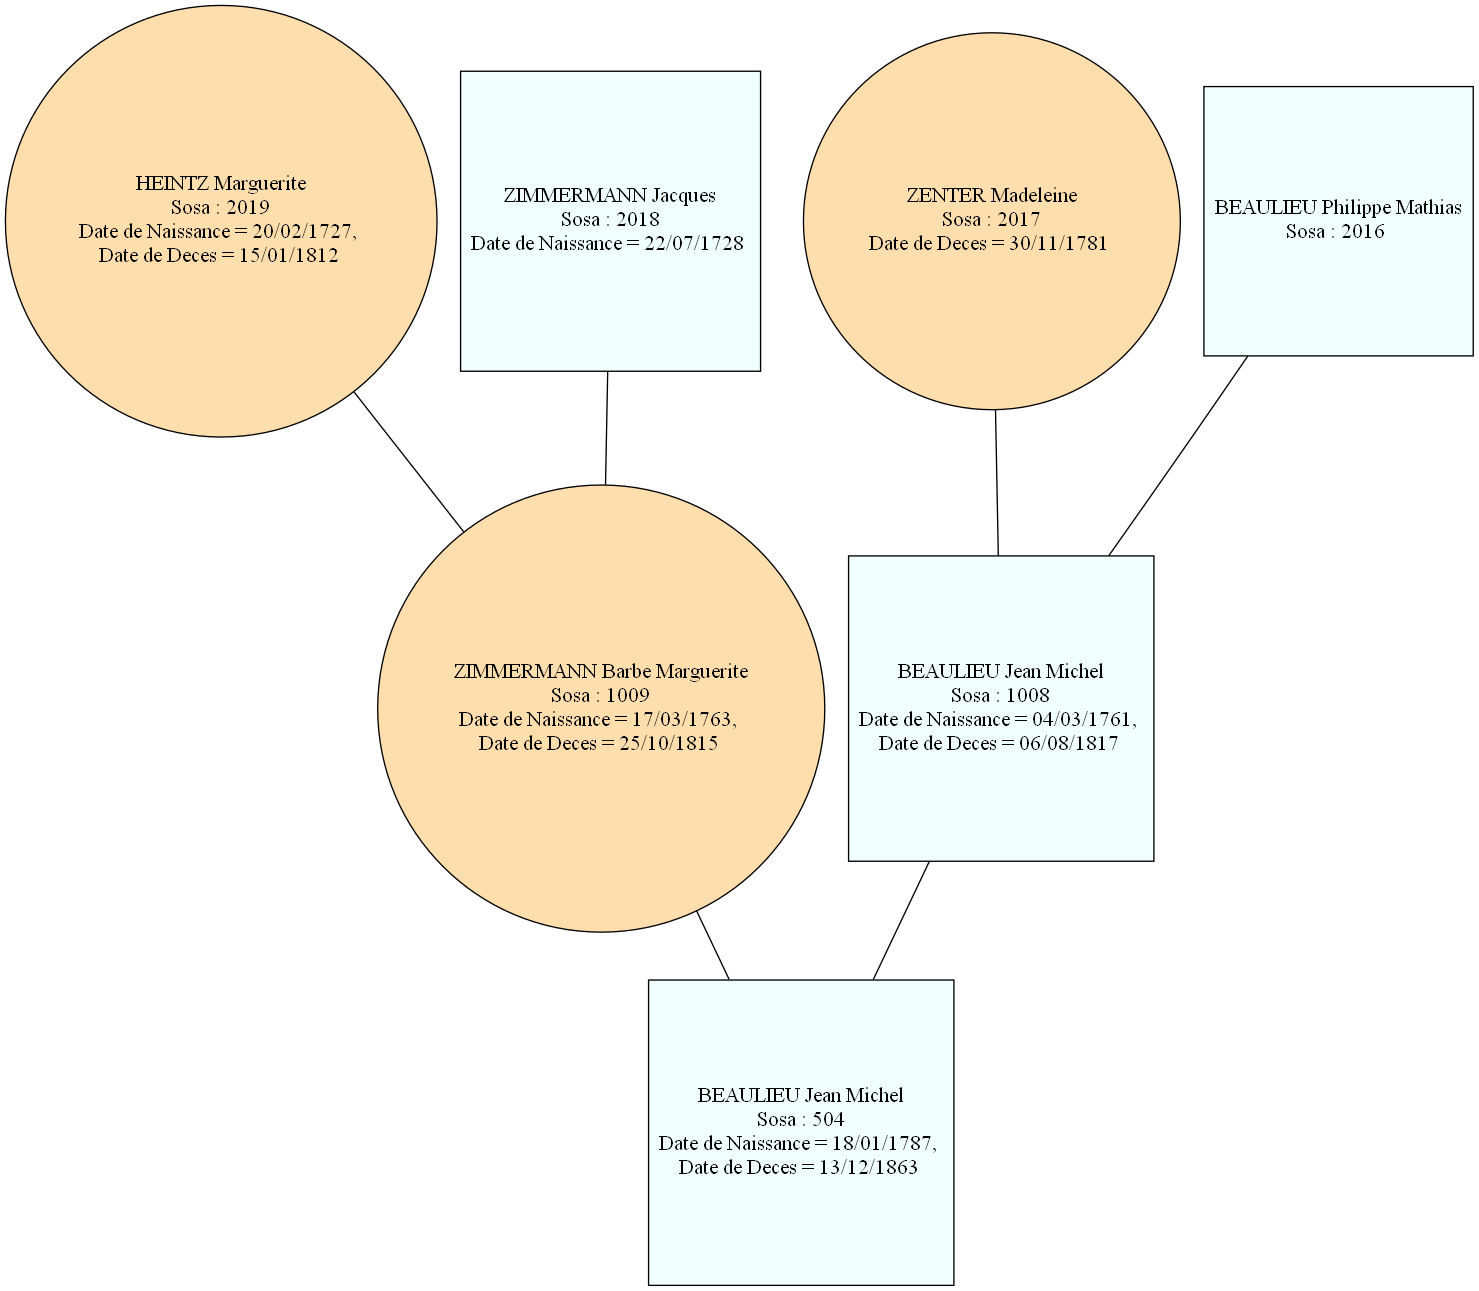 HEINTZ Marguerite
Sosa : 2019
Date de Naissance = 20/02/1727,
Date de Deces = 15/01/1812
ZIMMERMANN Jacques
Sosa : 2018
Date de Naissance = 22/07/1728
ZENTER Madeleine
Sosa : 2017
Date de Deces = 30/11/1781
BEAULIEU Philippe Mathias
Sosa : 2016
ZIMMERMANN Barbe Marguerite
Sosa : 1009
Date de Naissance = 17/03/1763,
Date de Deces = 25/10/1815
BEAULIEU Jean Michel
Sosa : 1008
Date de Naissance = 04/03/1761,
Date de Deces = 06/08/1817
BEAULIEU Jean Michel
Sosa : 504
Date de Naissance = 18/01/1787,
Date de Deces = 13/12/1863